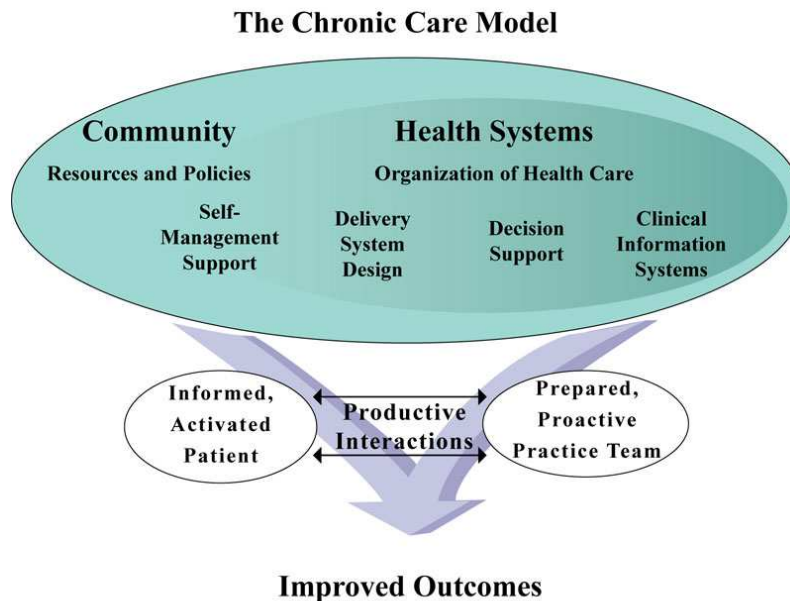 The Chronic Care Model
Community
Health Systems
Resources and Policies
Organization of Health Care
Self-
Management
Support
Delivery
System
Design
Decision
Support
Clinical
Information
Systems
Informed,
Activated
Patient
Productive
Interactions
Prepared,
Proactive
Practice Team
Improved Outcomes